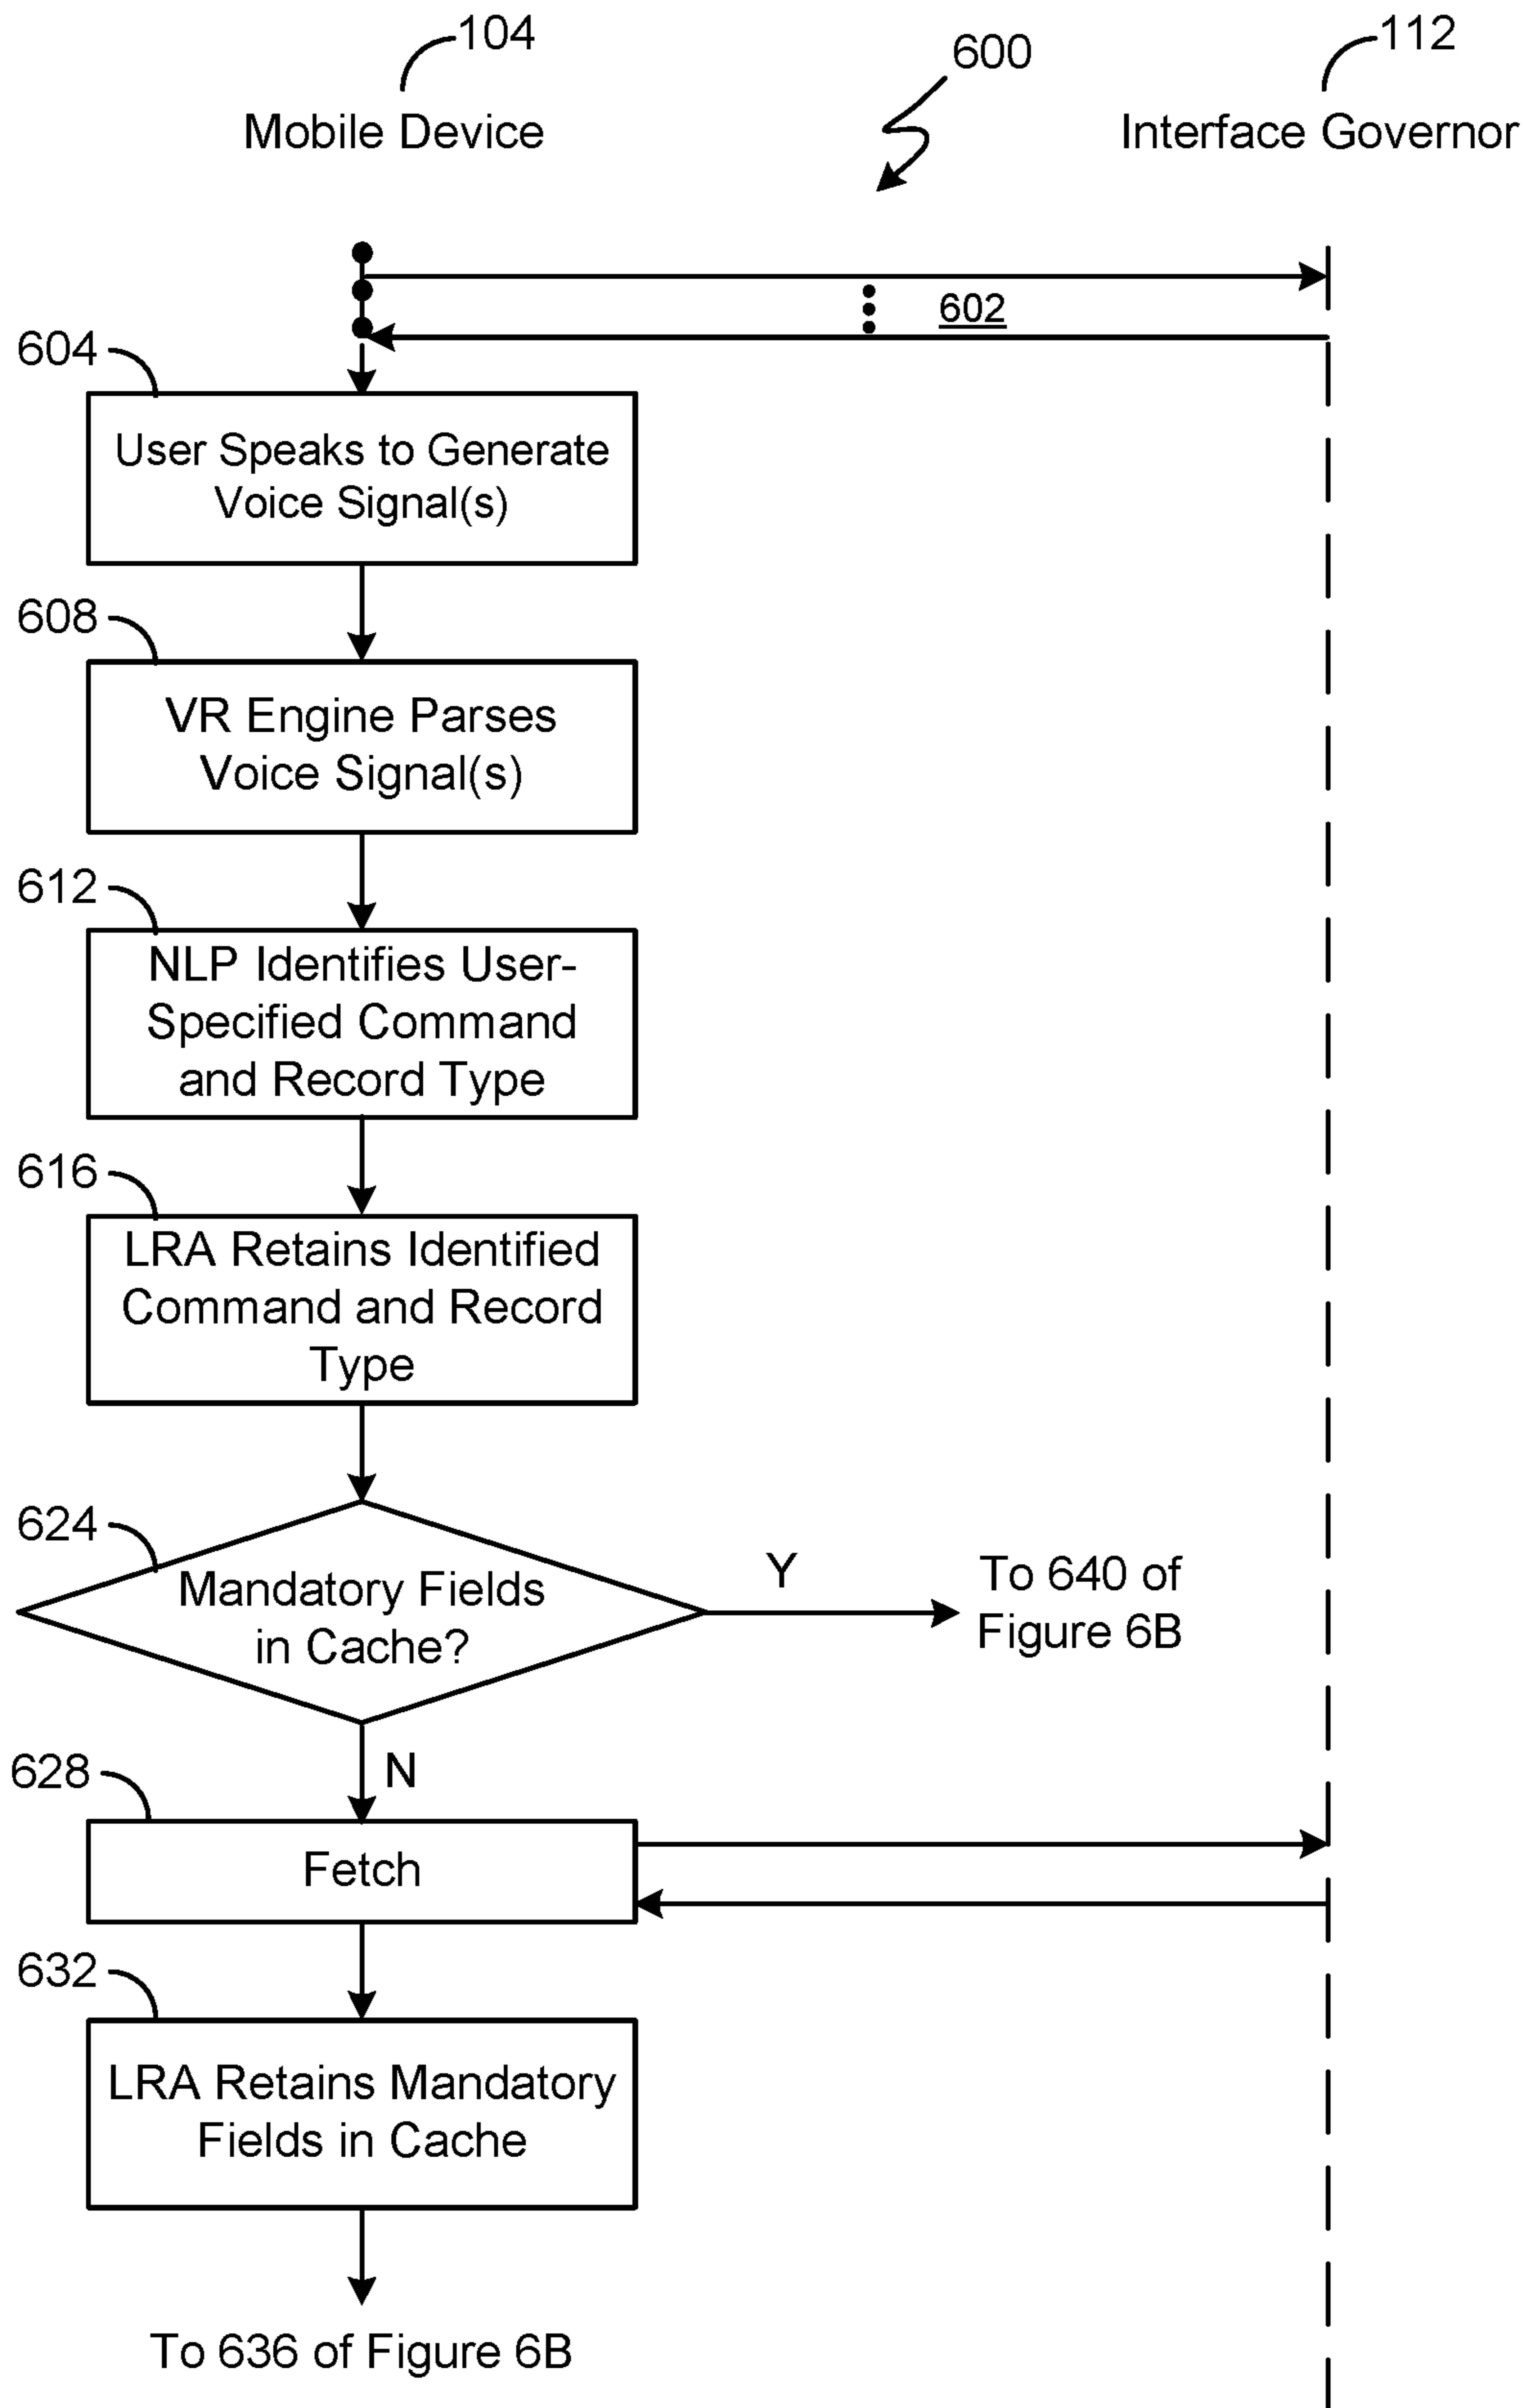 104
112
600
Mobile Device
Interface Governor
602
604
User Speaks to Generate
Voice Signal(s)
608
VR Engine Parses
Voice Signal(s)
612
NLP Identifies User-
Specified Command
and Record Type
616
LRA Retains Identified
Command and Record
Type
624
Mandatory Fields
in Cache?
Y
To 640 of
Figure 6B
N
628
Fetch
632
LRA Retains Mandatory
Fields in Cache
To 636 of Figure 6B